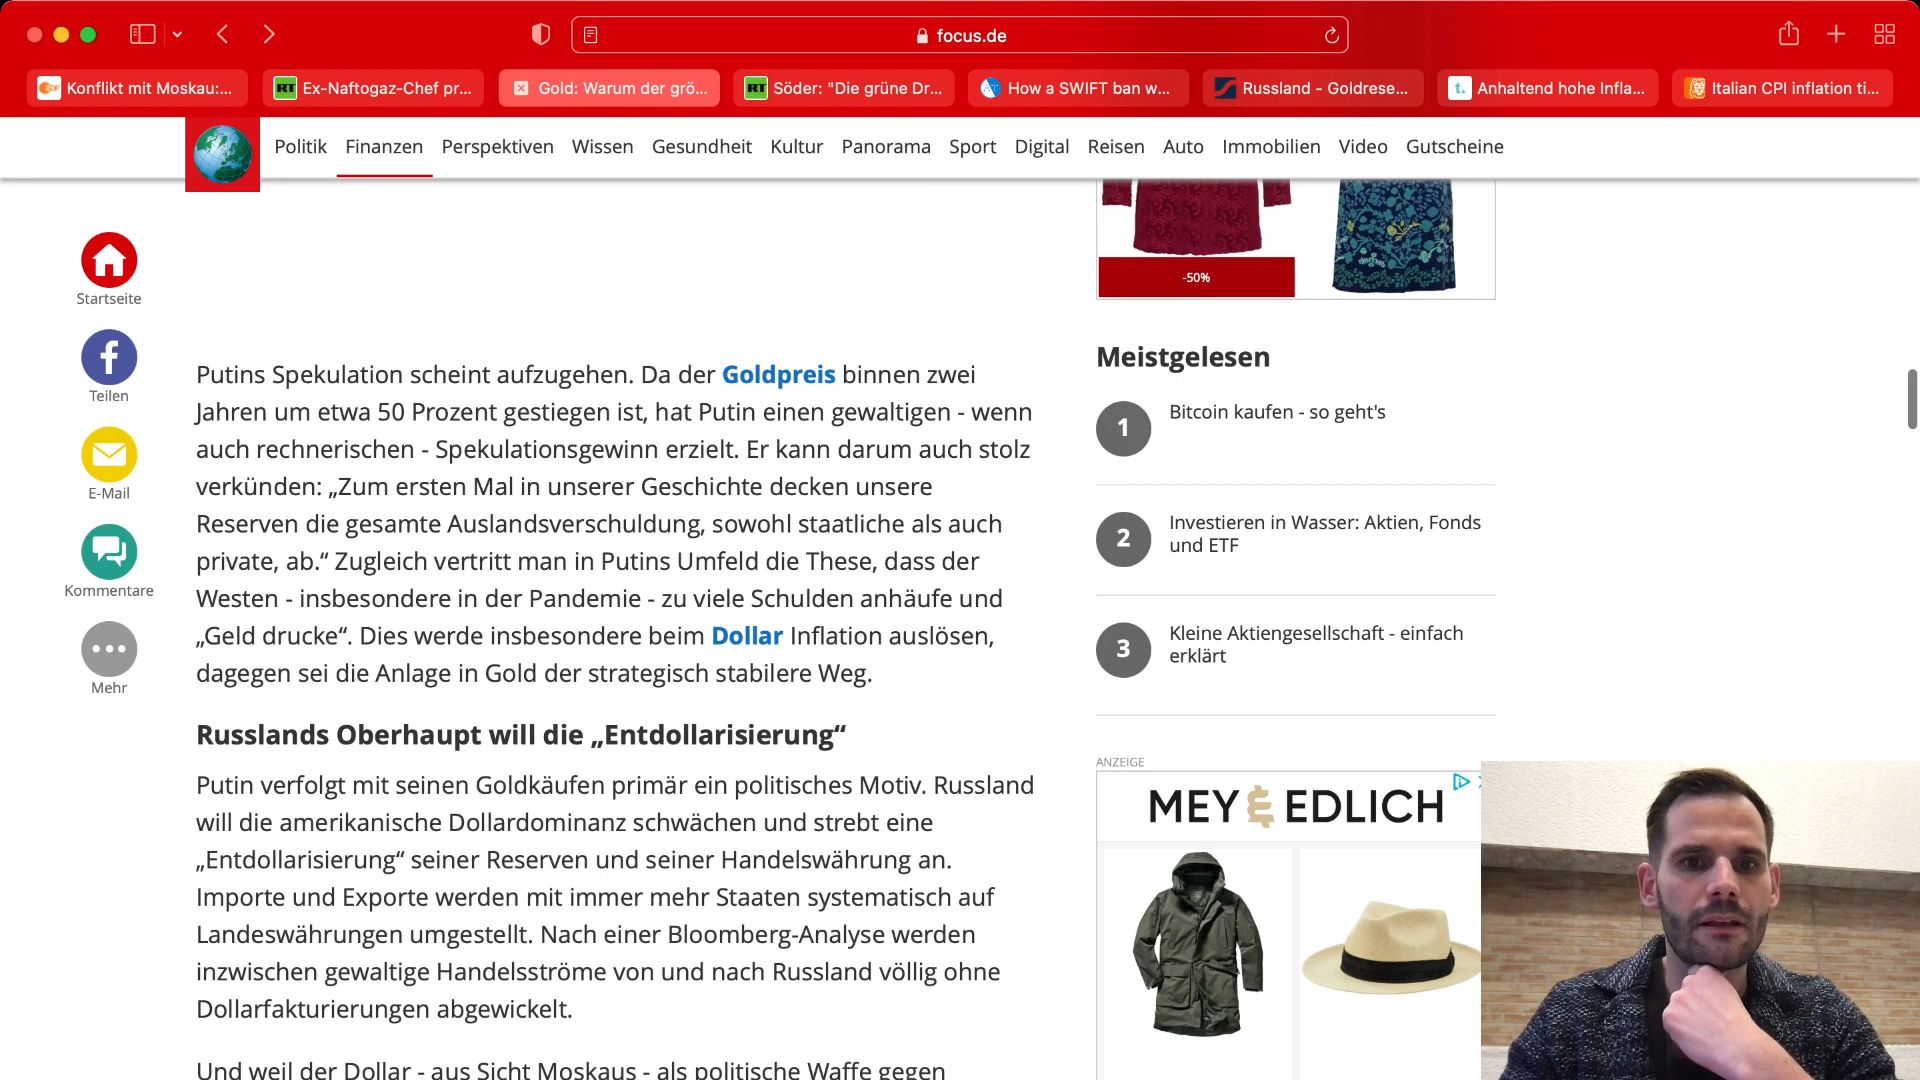 focus.de
Konflikt mit Moskau:...
RT Ex-Naftogaz-Chef pr...
Gold: Warum der grö...
RT Söder: "Die grüne Dr...
How a SWIFT ban w...
Russland - Goldrese...
t. Anhaltend hohe Infla...
Italian CPI inflation ti...
Politik Finanzen Perspektiven Wissen Gesundheit Kultur Panorama Sport Digital Reisen Auto Immobilien Video Gutscheine
Startseite
Teilen
E-Mail
Kommentare
Mehr
Putins Spekulation scheint aufzugehen. Da der Goldpreis binnen zwei
Jahren um etwa 50 Prozent gestiegen ist, hat Putin einen gewaltigen - wenn
auch rechnerischen - Spekulationsgewinn erzielt. Er kann darum auch stolz
verkünden: „Zum ersten Mal in unserer Geschichte decken unsere
Reserven die gesamte Auslandsverschuldung, sowohl staatliche als auch
private, ab.“ Zugleich vertritt man in Putins Umfeld die These, dass der
Westen - insbesondere in der Pandemie - zu viele Schulden anhäufe und
„Geld drucke“. Dies werde insbesondere beim Dollar Inflation auslösen,
dagegen sei die Anlage in Gold der strategisch stabilere Weg.
Russlands Oberhaupt will die „Entdollarisierung“
Putin verfolgt mit seinen Goldkäufen primär ein politisches Motiv. Russland
will die amerikanische Dollardominanz schwächen und strebt eine
„Entdollarisierung“ seiner Reserven und seiner Handelswährung an.
Importe und Exporte werden mit immer mehr Staaten systematisch auf
Landeswährungen umgestellt. Nach einer Bloomberg-Analyse werden
inzwischen gewaltige Handelsströme von und nach Russland völlig ohne
Dollarfakturierungen abgewickelt.
Und weil der Dollar - aus Sicht Moskaus - als politische Waffe gegen
-50%
Meistgelesen
1 Bitcoin kaufen - so geht's
2 Investieren in Wasser: Aktien, Fonds
und ETF
3 Kleine Aktiengesellschaft - einfach
erklärt
ANZEIGE
MEY & EDLICH